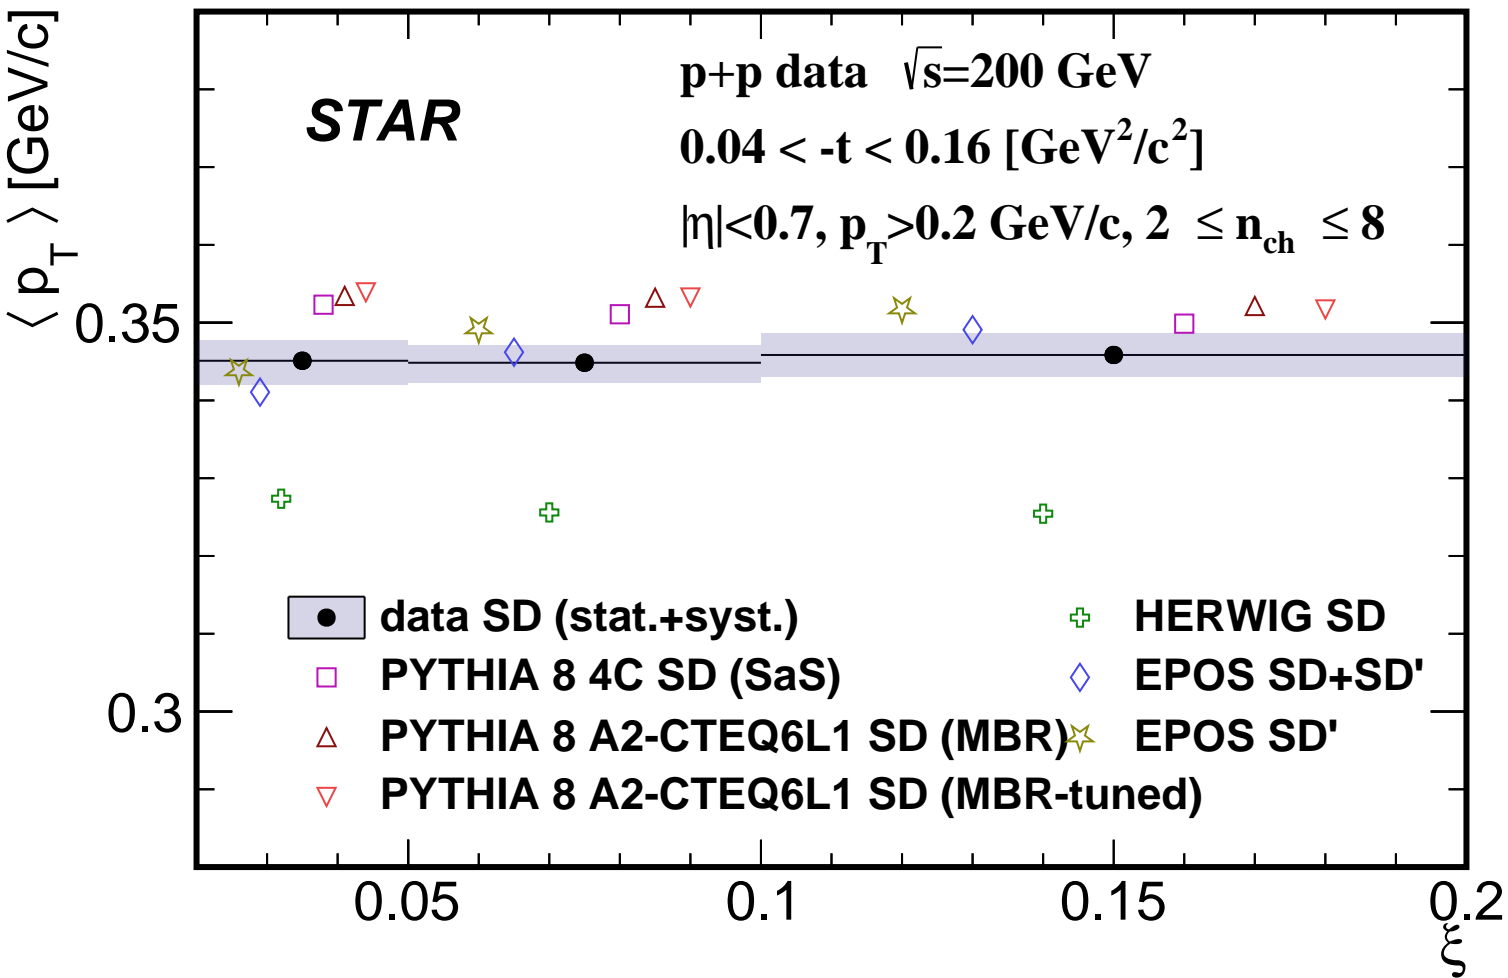 ⟨ p_T ⟩ [GeV/c]
STAR
p+p data √s=200 GeV
0.04 < -t < 0.16 [GeV²/c²]
|η|<0.7, p_T>0.2 GeV/c, 2 ≤ n_ch ≤ 8
0.35
0.3
data SD (stat.+syst.)
PYTHIA 8 4C SD (SaS)
PYTHIA 8 A2-CTEQ6L1 SD (MBR)
PYTHIA 8 A2-CTEQ6L1 SD (MBR-tuned)
HERWIG SD
EPOS SD+SD'
EPOS SD'
0.05 0.1 0.15 0.2
ξ